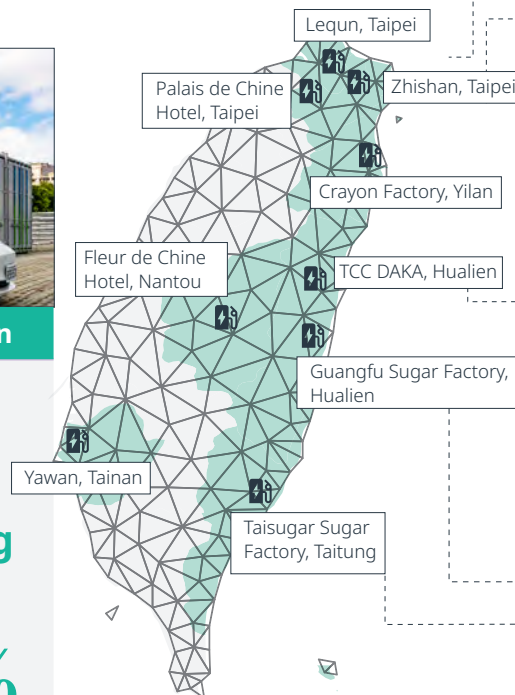 Lequn, Taipei
Palais de Chine
Hotel, Taipei
Zhishan, Taipei
Crayon Factory, Yilan
Fleur de Chine
Hotel, Nantou
TCC DAKA, Hualien
n
Guangfu Sugar Factory,
Hualien
Yawan, Tainan
Taisugar Sugar
Factory, Taitung
g